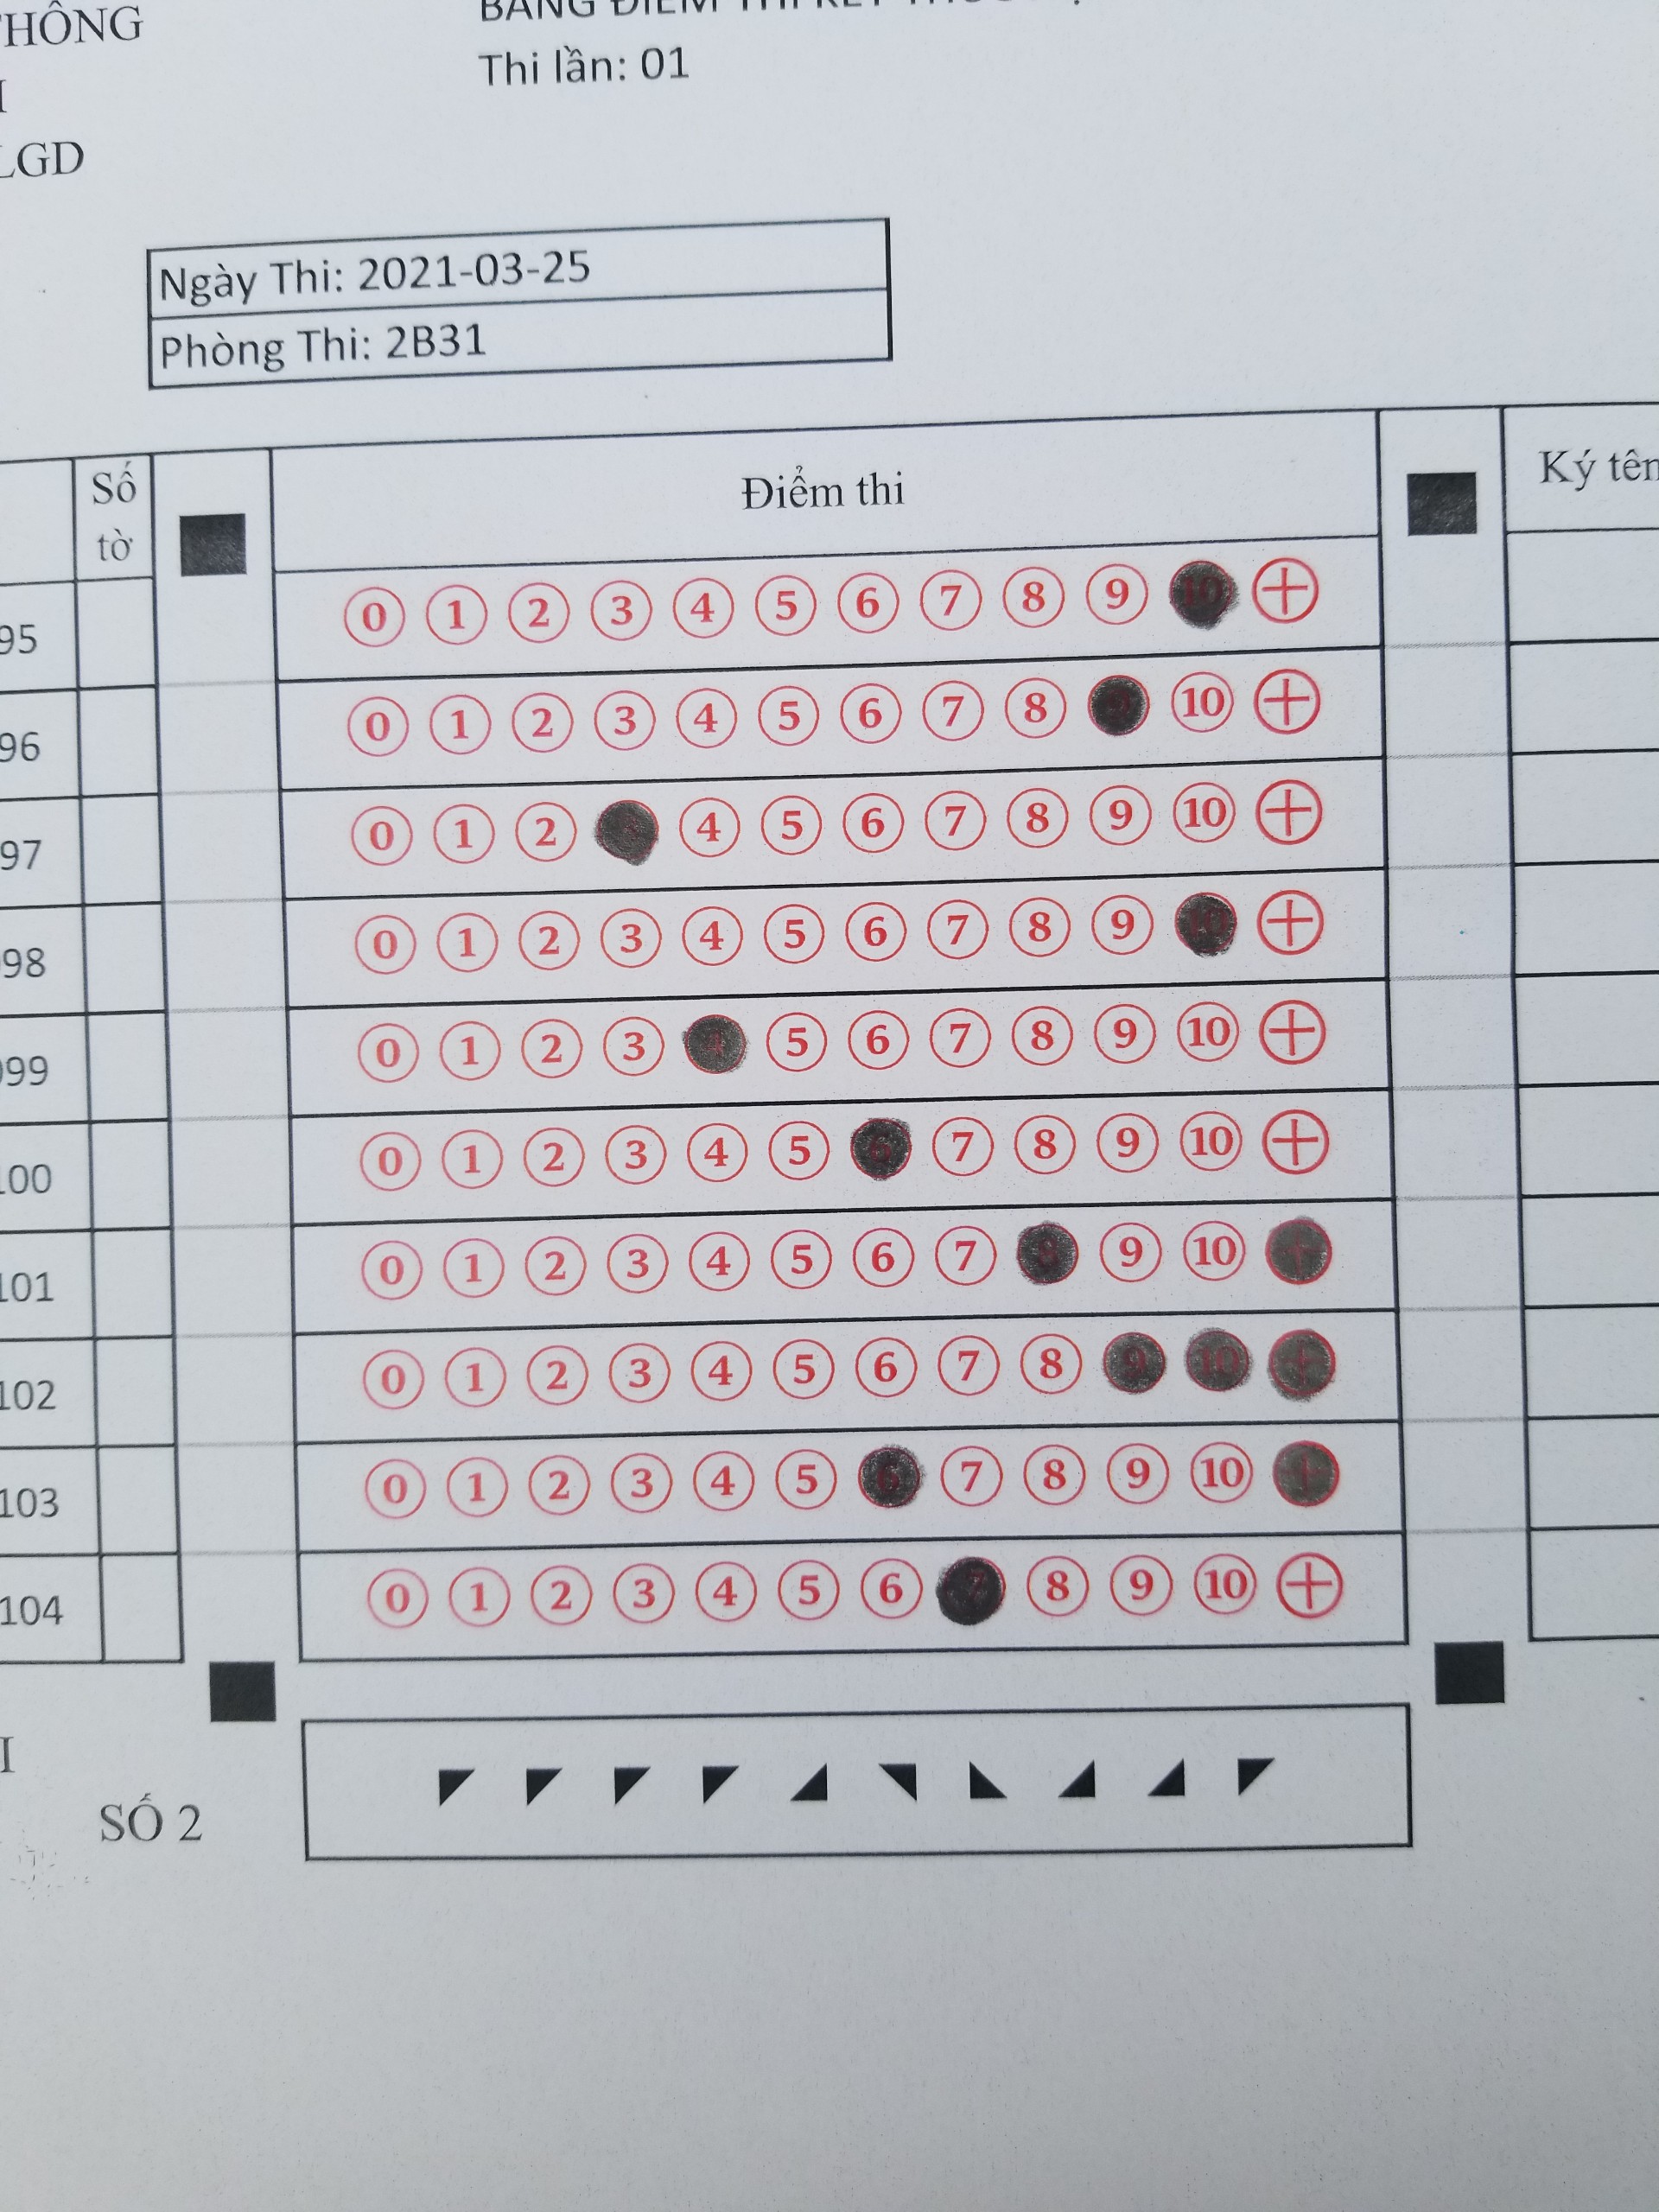 THÔNG
BẢNG ĐIỂM THI KẾT THÚC
I
Thi lần: 01
LGD
Ngày Thi: 2021-03-25
Phòng Thi: 2B31
Số tờ
Điểm thi
Ký tên
95 0 1 2 3 4 5 6 7 8 9 10 +
96 0 1 2 3 4 5 6 7 8 9 10 +
97 0 1 2 3 4 5 6 7 8 9 10 +
98 0 1 2 3 4 5 6 7 8 9 10 +
99 0 1 2 3 4 5 6 7 8 9 10 +
100 0 1 2 3 4 5 6 7 8 9 10 +
101 0 1 2 3 4 5 6 7 8 9 10 +
102 0 1 2 3 4 5 6 7 8 9 10 +
103 0 1 2 3 4 5 6 7 8 9 10 +
104 0 1 2 3 4 5 6 7 8 9 10 +
I
SỐ 2